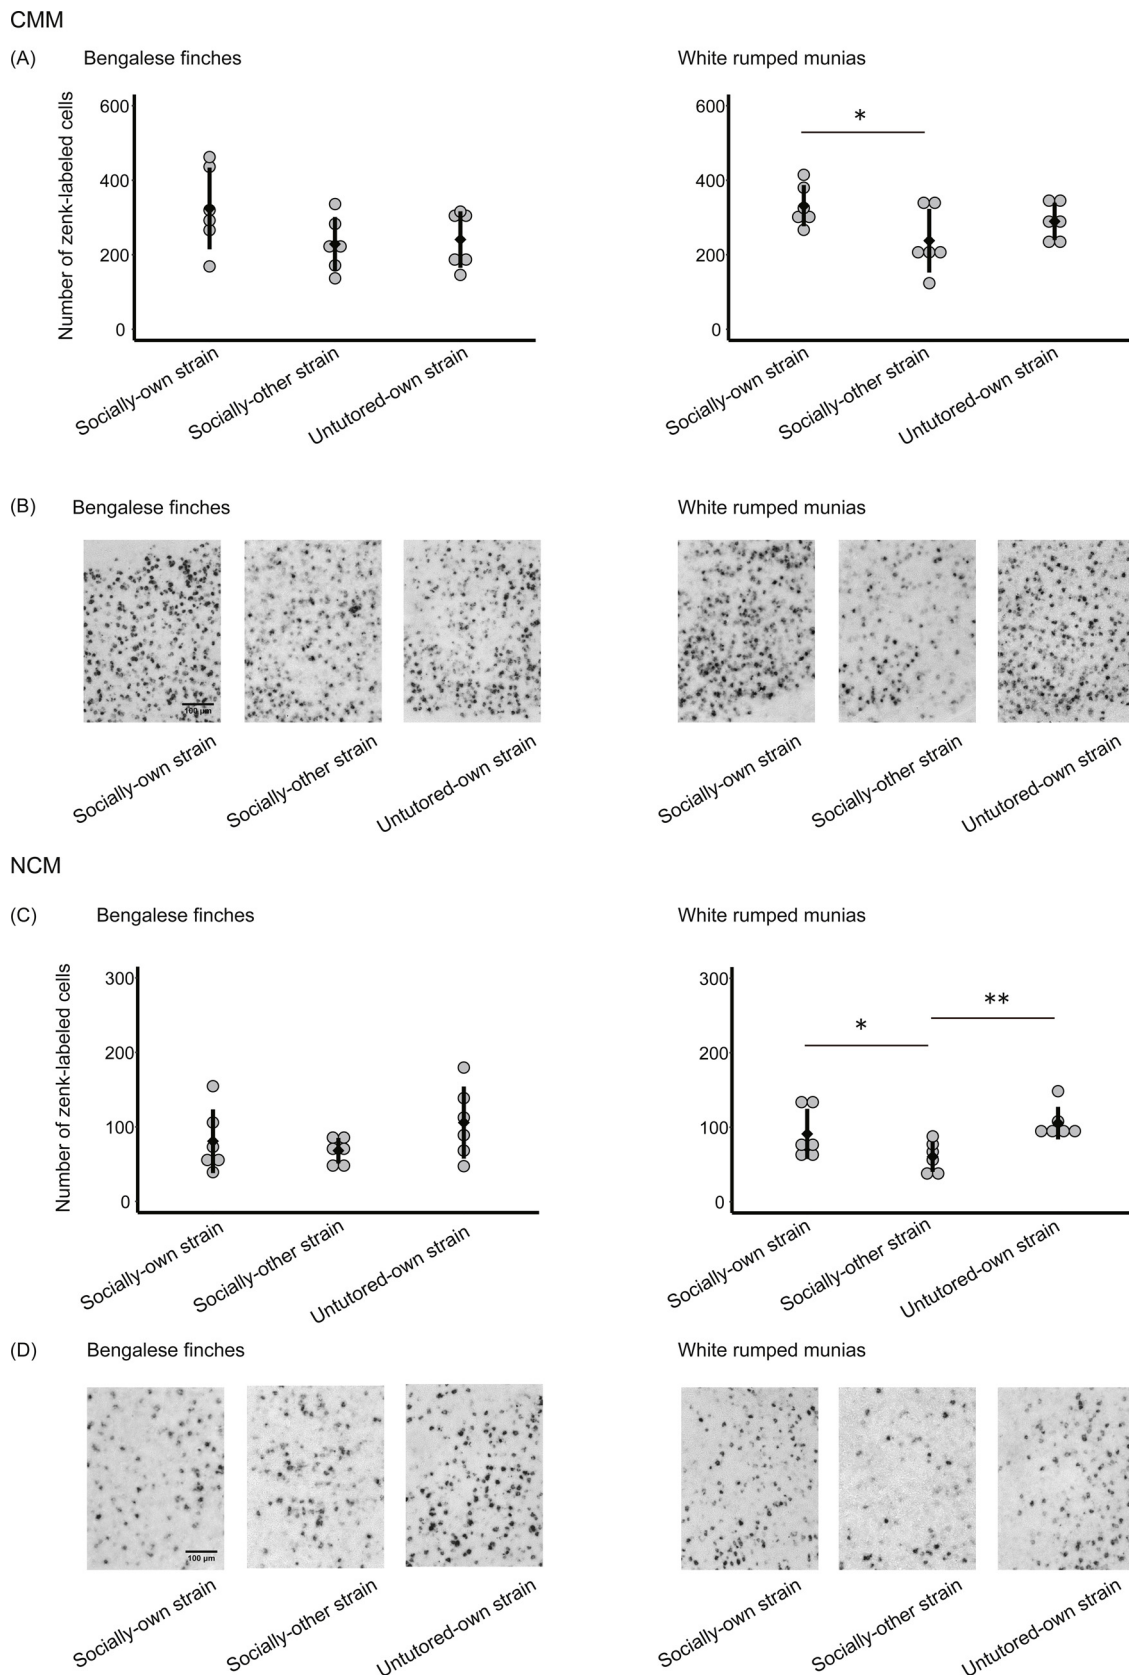 CMM
(A) Bengalese finches White rumped munias
Number of zenk-labeled cells
600
400
200
0
Socially-own strain
Socially-other strain
Untutored-own strain
*
600
400
200
0
Socially-own strain
Socially-other strain
Untutored-own strain
(B) Bengalese finches White rumped munias
100 µm
Socially-own strain
Socially-other strain
Untutored-own strain
Socially-own strain
Socially-other strain
Untutored-own strain
NCM
(C) Bengalese finches White rumped munias
Number of zenk-labeled cells
300
200
100
0
Socially-own strain
Socially-other strain
Untutored-own strain
*
**
300
200
100
0
Socially-own strain
Socially-other strain
Untutored-own strain
(D) Bengalese finches White rumped munias
100 µm
Socially-own strain
Socially-other strain
Untutored-own strain
Socially-own strain
Socially-other strain
Untutored-own strain